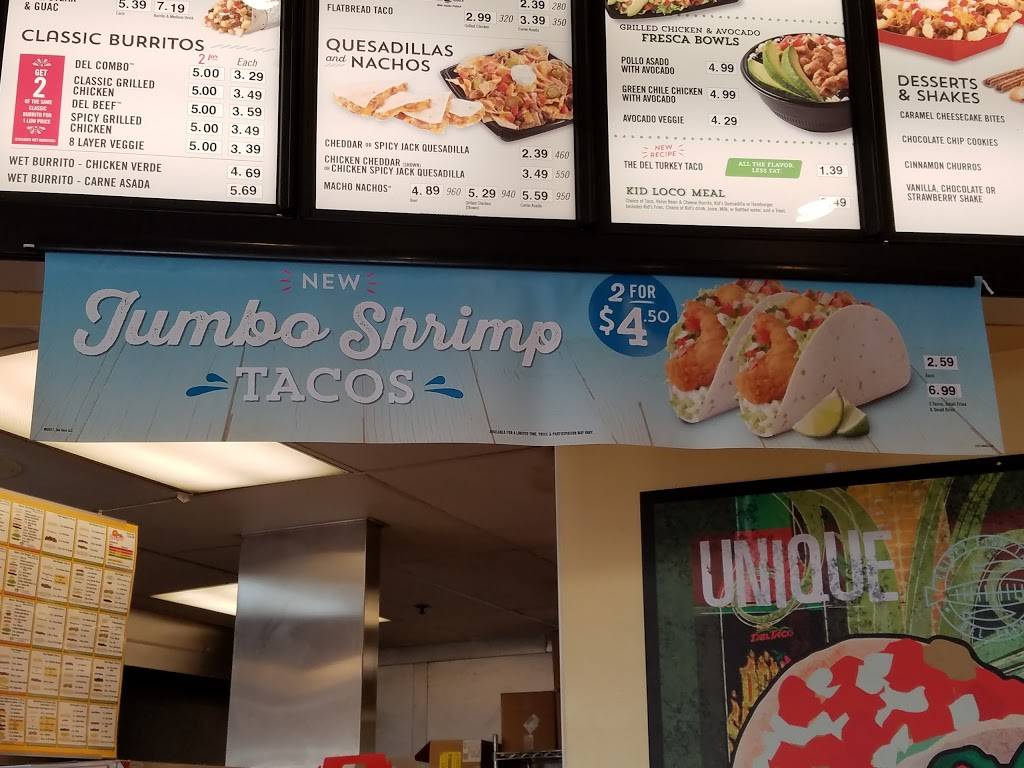 & GUAC 5.39 7.19
CLASSIC BURRITOS
2 for Each
GET
2
OF THE SAME
CLASSIC
BURRITO FOR
1 LOW PRICE
DEL COMBO™ 5.00 3.29
CLASSIC GRILLED
CHICKEN 5.00 3.49
DEL BEEF™ 5.00 3.59
SPICY GRILLED
CHICKEN 5.00 3.49
8 LAYER VEGGIE 5.00 3.39
WET BURRITO - CHICKEN VERDE 4.69
WET BURRITO - CARNE ASADA 5.69
2.39 280
FLATBREAD TACO 2.99 320 3.39 350
QUESADILLAS
and NACHOS
CHEDDAR OR SPICY JACK QUESADILLA 2.39 460
CHICKEN CHEDDAR (SHOWN)
OR CHICKEN SPICY JACK QUESADILLA 3.49 550
MACHO NACHOS™ 4.89 960 5.29 940 5.59 950
GRILLED CHICKEN & AVOCADO
FRESCA BOWLS
POLLO ASADO
WITH AVOCADO 4.99
GREEN CHILE CHICKEN
WITH AVOCADO 4.99
AVOCADO VEGGIE 4.29
NEW
RECIPE
THE DEL TURKEY TACO
ALL THE FLAVOR.
LESS FAT.
1.39
KID LOCO MEAL
49
DESSERTS
& SHAKES
CARAMEL CHEESECAKE BITES
CHOCOLATE CHIP COOKIES
CINNAMON CHURROS
VANILLA, CHOCOLATE OR
STRAWBERRY SHAKE
NEW
Jumbo Shrimp
TACOS
2 FOR
$4.50
2.59
6.99
UNIQUE
DEL TACO